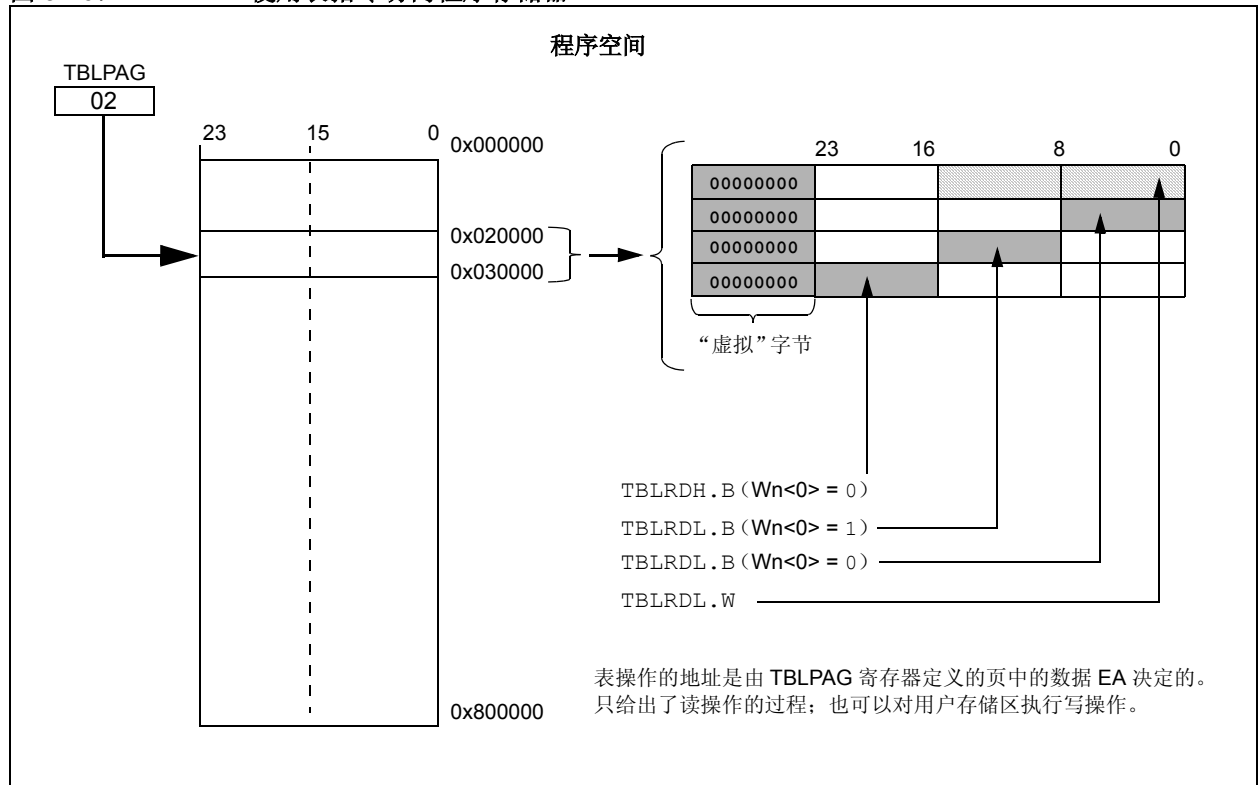 程序空间
TBLPAG
02
23 15 0
0x000000
0x020000
0x030000
0x800000
23 16 8 0
00000000
00000000
00000000
00000000
“虚拟”字节
TBLRDH.B(Wn<0> = 0)
TBLRDL.B(Wn<0> = 1)
TBLRDL.B(Wn<0> = 0)
TBLRDL.W
表操作的地址是由 TBLPAG 寄存器定义的页中的数据 EA 决定的。
只给出了读操作的过程；也可以对用户存储区执行写操作。